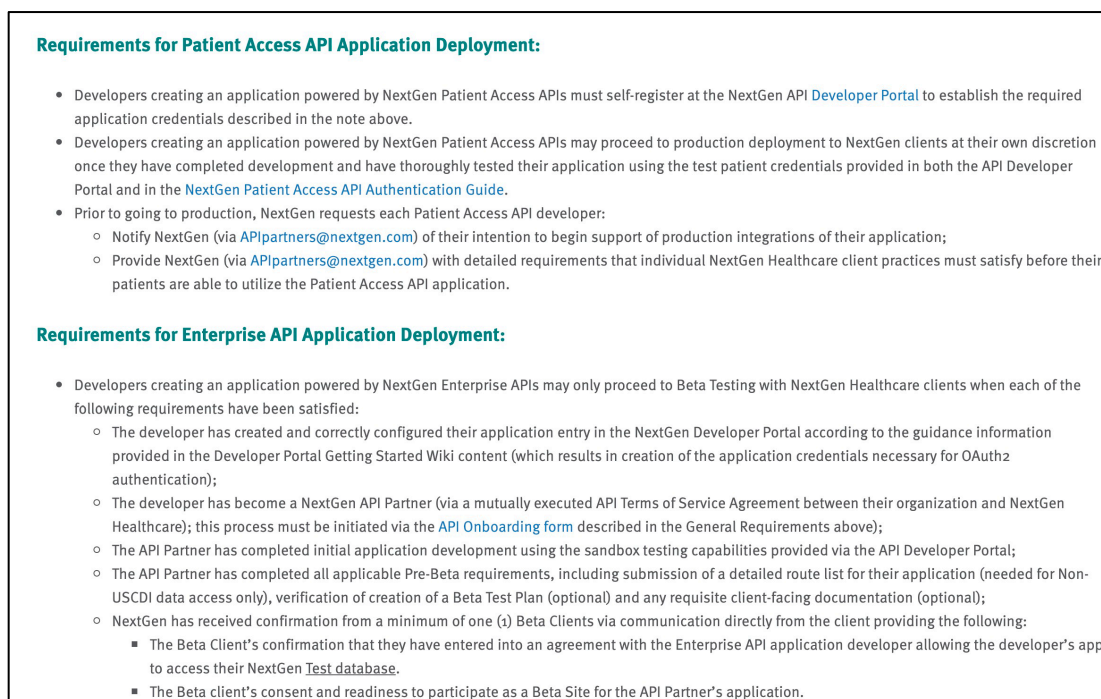 Requirements for Patient Access API Application Deployment:
• Developers creating an application powered by NextGen Patient Access APIs must self-register at the NextGen API Developer Portal to establish the required
application credentials described in the note above.
• Developers creating an application powered by NextGen Patient Access APIs may proceed to production deployment to NextGen clients at their own discretion
once they have completed development and have thoroughly tested their application using the test patient credentials provided in both the API Developer
Portal and in the NextGen Patient Access API Authentication Guide.
• Prior to going to production, NextGen requests each Patient Access API developer:
○ Notify NextGen (via APIpartners@nextgen.com) of their intention to begin support of production integrations of their application;
○ Provide NextGen (via APIpartners@nextgen.com) with detailed requirements that individual NextGen Healthcare client practices must satisfy before their
patients are able to utilize the Patient Access API application.
Requirements for Enterprise API Application Deployment:
• Developers creating an application powered by NextGen Enterprise APIs may only proceed to Beta Testing with NextGen Healthcare clients when each of the
following requirements have been satisfied:
○ The developer has created and correctly configured their application entry in the NextGen Developer Portal according to the guidance information
provided in the Developer Portal Getting Started Wiki content (which results in creation of the application credentials necessary for OAuth2
authentication);
○ The developer has become a NextGen API Partner (via a mutually executed API Terms of Service Agreement between their organization and NextGen
Healthcare); this process must be initiated via the API Onboarding form described in the General Requirements above);
○ The API Partner has completed initial application development using the sandbox testing capabilities provided via the API Developer Portal;
○ The API Partner has completed all applicable Pre-Beta requirements, including submission of a detailed route list for their application (needed for Non-
USCDI data access only), verification of creation of a Beta Test Plan (optional) and any requisite client-facing documentation (optional);
○ NextGen has received confirmation from a minimum of one (1) Beta Clients via communication directly from the client providing the following:
▪ The Beta Client's confirmation that they have entered into an agreement with the Enterprise API application developer allowing the developer's app
to access their NextGen Test database.
▪ The Beta client's consent and readiness to participate as a Beta Site for the API Partner's application.